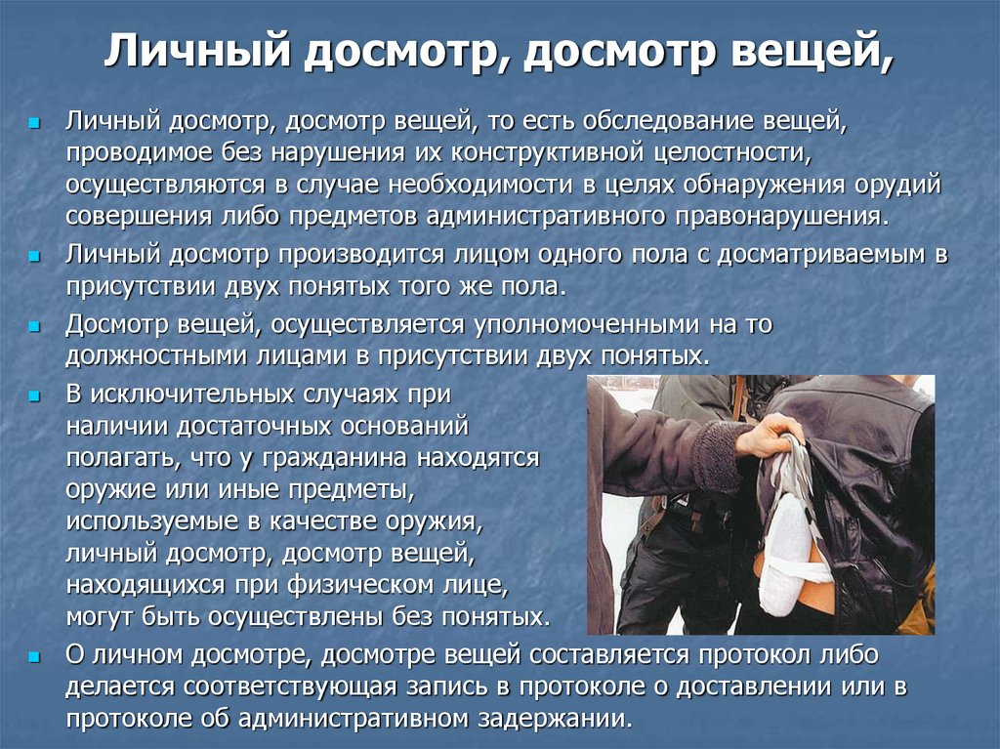 Личный досмотр, досмотр вещей,
Личный досмотр, досмотр вещей, то есть обследование вещей,
проводимое без нарушения их конструктивной целостности,
осуществляются в случае необходимости в целях обнаружения орудий
совершения либо предметов административного правонарушения.
Личный досмотр производится лицом одного пола с досматриваемым в
присутствии двух понятых того же пола.
Досмотр вещей, осуществляется уполномоченными на то
должностными лицами в присутствии двух понятых.
В исключительных случаях при
наличии достаточных оснований
полагать, что у гражданина находятся
оружие или иные предметы,
используемые в качестве оружия,
личный досмотр, досмотр вещей,
находящихся при физическом лице,
могут быть осуществлены без понятых.
О личном досмотре, досмотре вещей составляется протокол либо
делается соответствующая запись в протоколе о доставлении или в
протоколе об административном задержании.